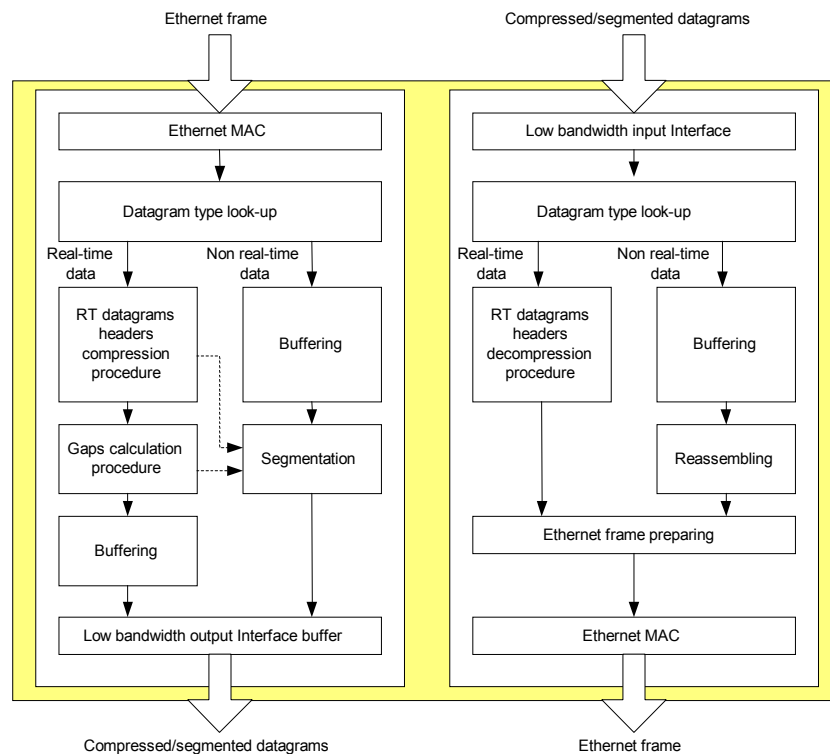 Ethernet frame
Ethernet MAC
Datagram type look-up
Real-time
data
Non real-time
data
RT datagrams
headers
compression
procedure
Buffering
Gaps calculation
procedure
Segmentation
Buffering
Low bandwidth output Interface buffer
Compressed/segmented datagrams
Compressed/segmented datagrams
Low bandwidth input Interface
Datagram type look-up
Real-time
data
Non real-time
data
RT datagrams
headers
decompression
procedure
Buffering
Reassembling
Ethernet frame preparing
Ethernet MAC
Ethernet frame